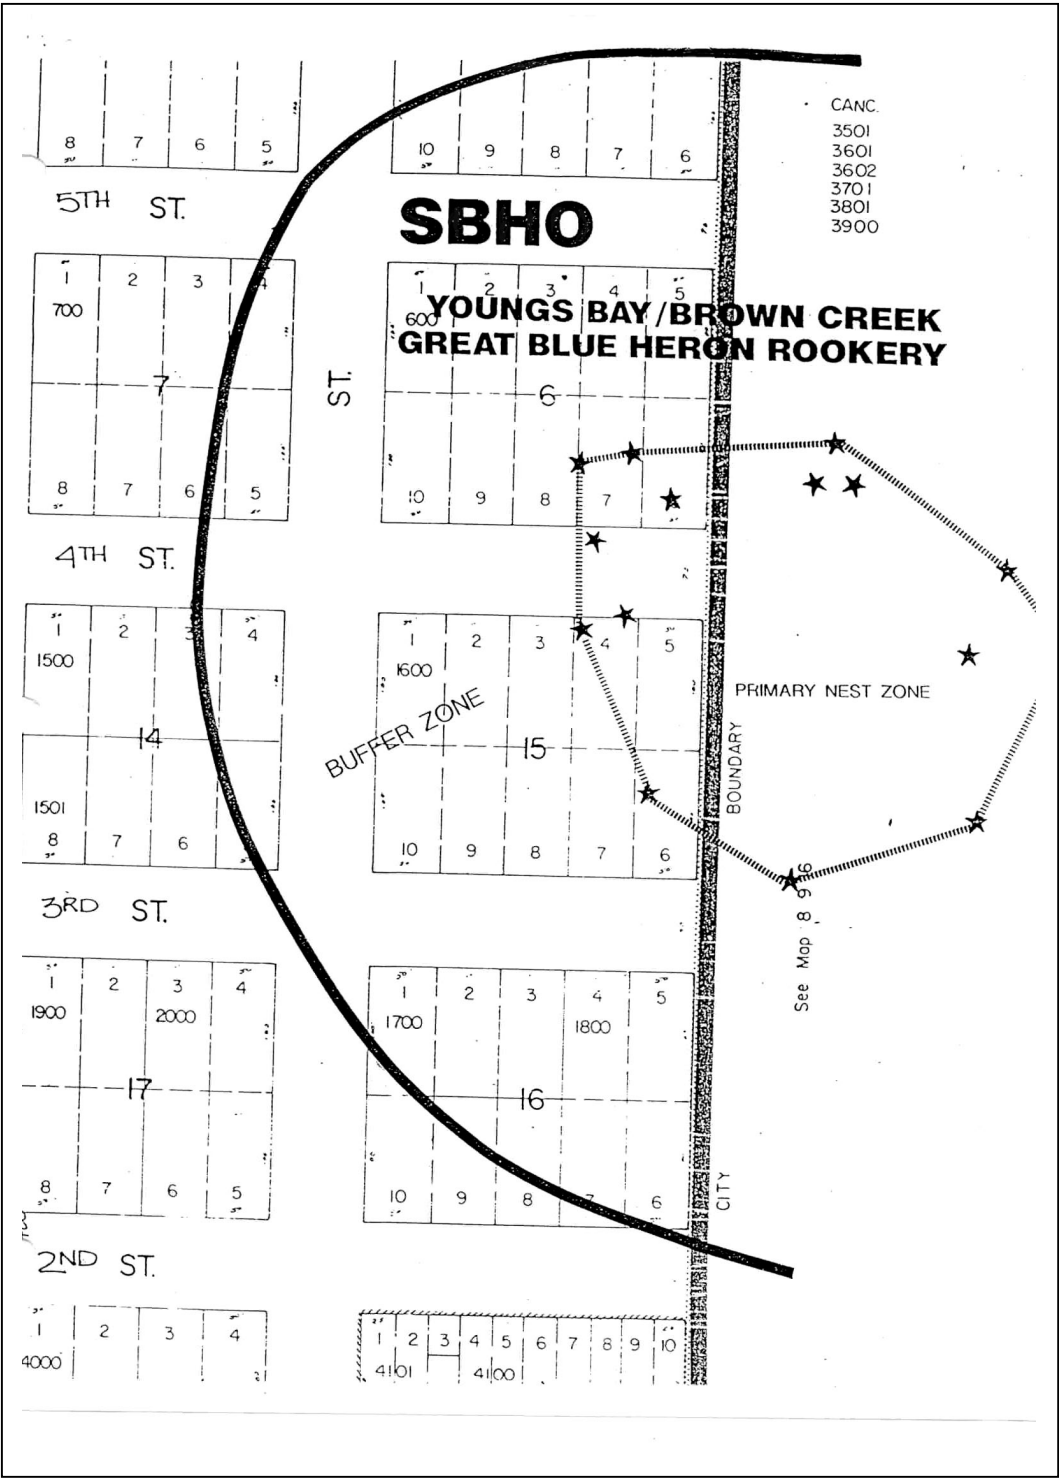 CANC.
3501
3601
3602
3701
3801
3900
8 7 6 5
10 9 8 7 6
5TH ST.
SBHO
1 2 3 4
700
7
8 7 6 5
1 2 3 4 5
600
YOUNGS BAY/BROWN CREEK
GREAT BLUE HERON ROOKERY
6
10 9 8 7
ST.
4TH ST.
1 2 3 4
1500
14
1501
8 7 6
1 2 3 4 5
1600
15
10 9 8 7 6
BUFFER ZONE
PRIMARY NEST ZONE
BOUNDARY
See Map 8 9 6
3RD ST.
1 2 3 4
1900 2000
17
8 7 6 5
1 2 3 4 5
1700 1800
16
10 9 8 7 6
CITY
2ND ST.
1 2 3 4
4000
1 2 3 4 5 6 7 8 9 10
4101 4100